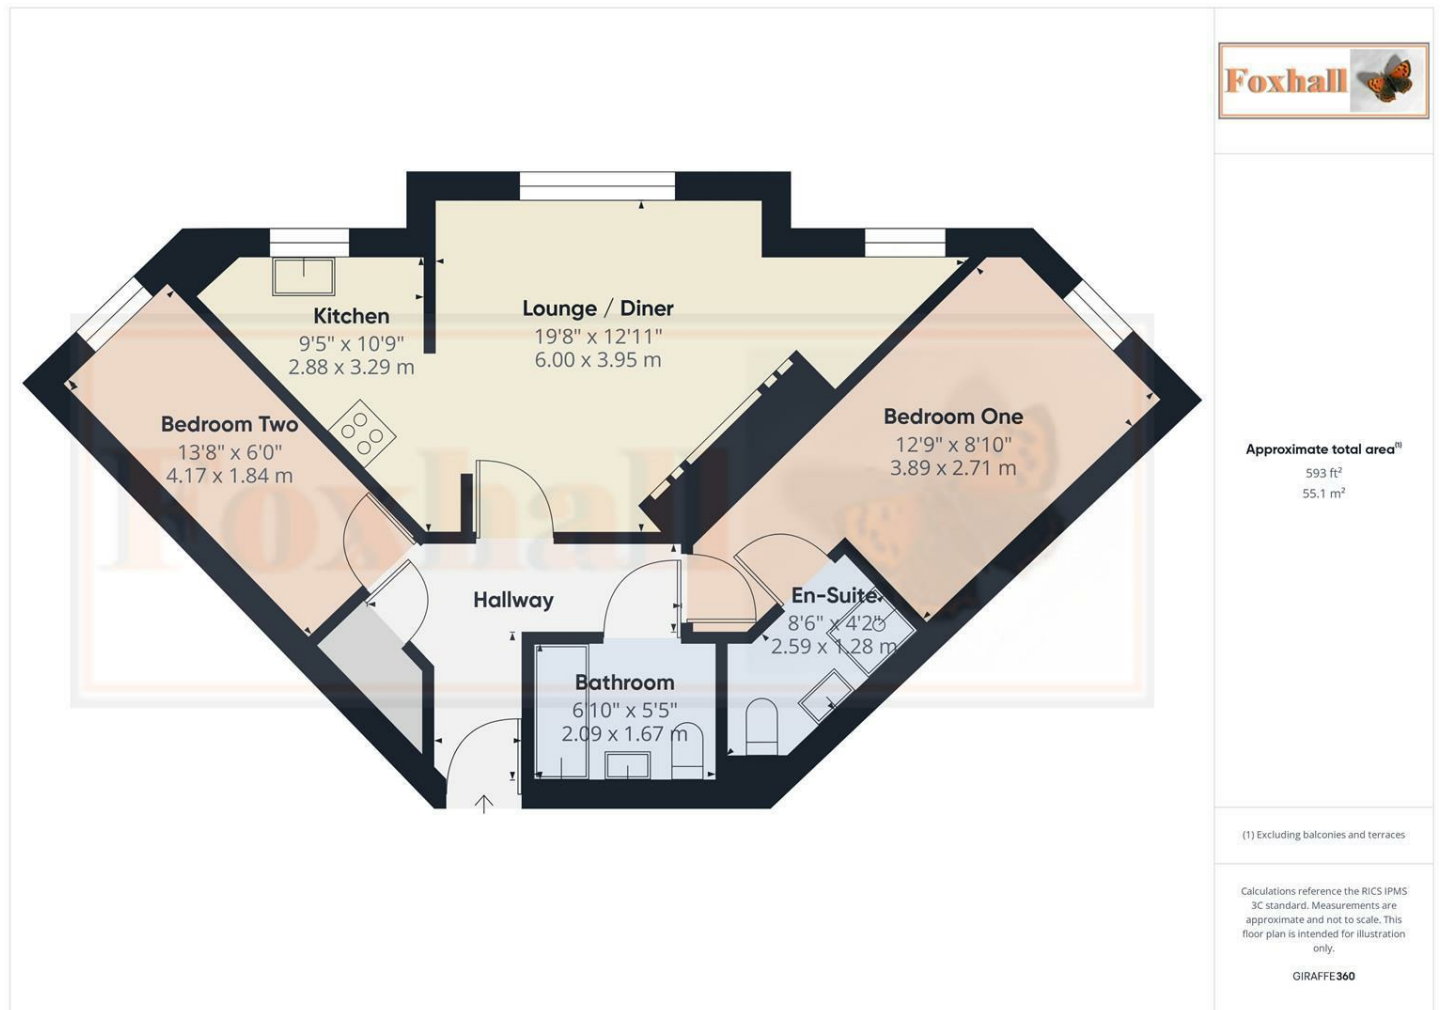 Foxhall
Kitchen
9'5" x 10'9"
2.88 x 3.29 m
Lounge / Diner
19'8" x 12'11"
6.00 x 3.95 m
Bedroom Two
13'8" x 6'0"
4.17 x 1.84 m
Bedroom One
12'9" x 8'10"
3.89 x 2.71 m
Hallway
En-Suite
8'6" x 4'2"
2.59 x 1.28 m
Bathroom
6'10" x 5'5"
2.09 x 1.67 m
Foxhall
Approximate total area(1)
593 ft²
55.1 m²
(1) Excluding balconies and terraces
Calculations reference the RICS IPMS
3C standard. Measurements are
approximate and not to scale. This
floor plan is intended for illustration
only.
GIRAFFE360